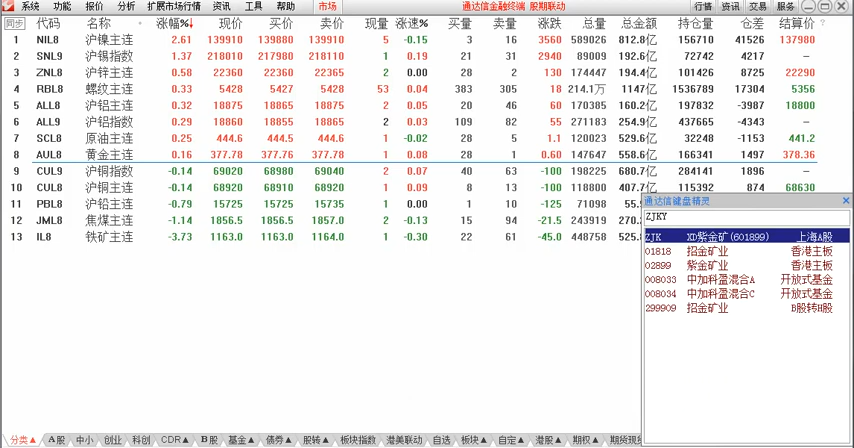 系统 功能 报价 分析 扩展市场行情 资讯 工具 帮助 市场 通达信金融终端 股期联动 行情 资讯 交易 服务
同步 代码 名称 涨幅%↓ 现价 买价 卖价 现量 涨速% 买量 卖量 涨跌 总量 总金额 持仓量 仓差 结算价 ?
1 NIL8 沪镍主连 2.61 139910 139880 139910 5 -0.15 3 16 3560 589026 812.8亿 156710 41526 137980
2 SNL9 沪锡指数 1.37 218010 217980 218110 1 0.19 21 31 2940 89009 192.6亿 72742 4217 —
3 ZNL8 沪锌主连 0.58 22360 22360 22365 2 0.00 28 2 130 174447 194.4亿 101426 8725 22290
4 RBL8 螺纹主连 0.33 5428 5427 5428 53 0.04 383 305 18 214.1万 1147亿 1536789 17304 5356
5 ALL8 沪铝主连 0.32 18875 18865 18875 2 0.05 20 46 60 170385 160.2亿 197832 -3987 18800
6 ALL9 沪铝指数 0.29 18860 18855 18865 2 0.03 109 82 55 271183 254.9亿 437665 -4343 —
7 SCL8 原油主连 0.25 444.6 444.5 444.6 1 -0.02 28 5 1.1 120023 529.6亿 32248 -1153 441.2
8 AUL8 黄金主连 0.16 377.78 377.76 377.78 1 0.08 28 1 0.60 147647 558.6亿 166341 1497 378.36
9 CUL9 沪铜指数 -0.14 69020 68980 69040 2 0.07 40 63 -100 198225 680.7亿 284141 1896 —
10 CUL8 沪铜主连 -0.14 68920 68910 68920 1 0.09 8 13 -100 118800 407.7亿 115392 874 68630
11 PBL8 沪铅主连 -0.79 15725 15725 15735 1 0.00 1 10 -125 71098 55.
12 JML8 焦煤主连 -1.14 1856.5 1856.5 1857.0 2 -0.13 15 94 -21.5 243919 270.
13 IL8 铁矿主连 -3.73 1163.0 1163.0 1164.0 1 -0.30 22 61 -45.0 448758 525.
通达信键盘精灵 ×
ZJKY
ZJK XD紫金矿(601899) 上海A股
01818 招金矿业 香港主板
02899 紫金矿业 香港主板
008033 中加科盈混合A 开放式基金
008034 中加科盈混合C 开放式基金
299909 招金矿业 B股转H股
分类▲ A股 中小 创业 科创 CDR▲ B股 基金▲ 债券▲ 股转▲ 板块指数 港美联动 自选 板块▲ 自定▲ 港股▲ 期权▲ 期货现货